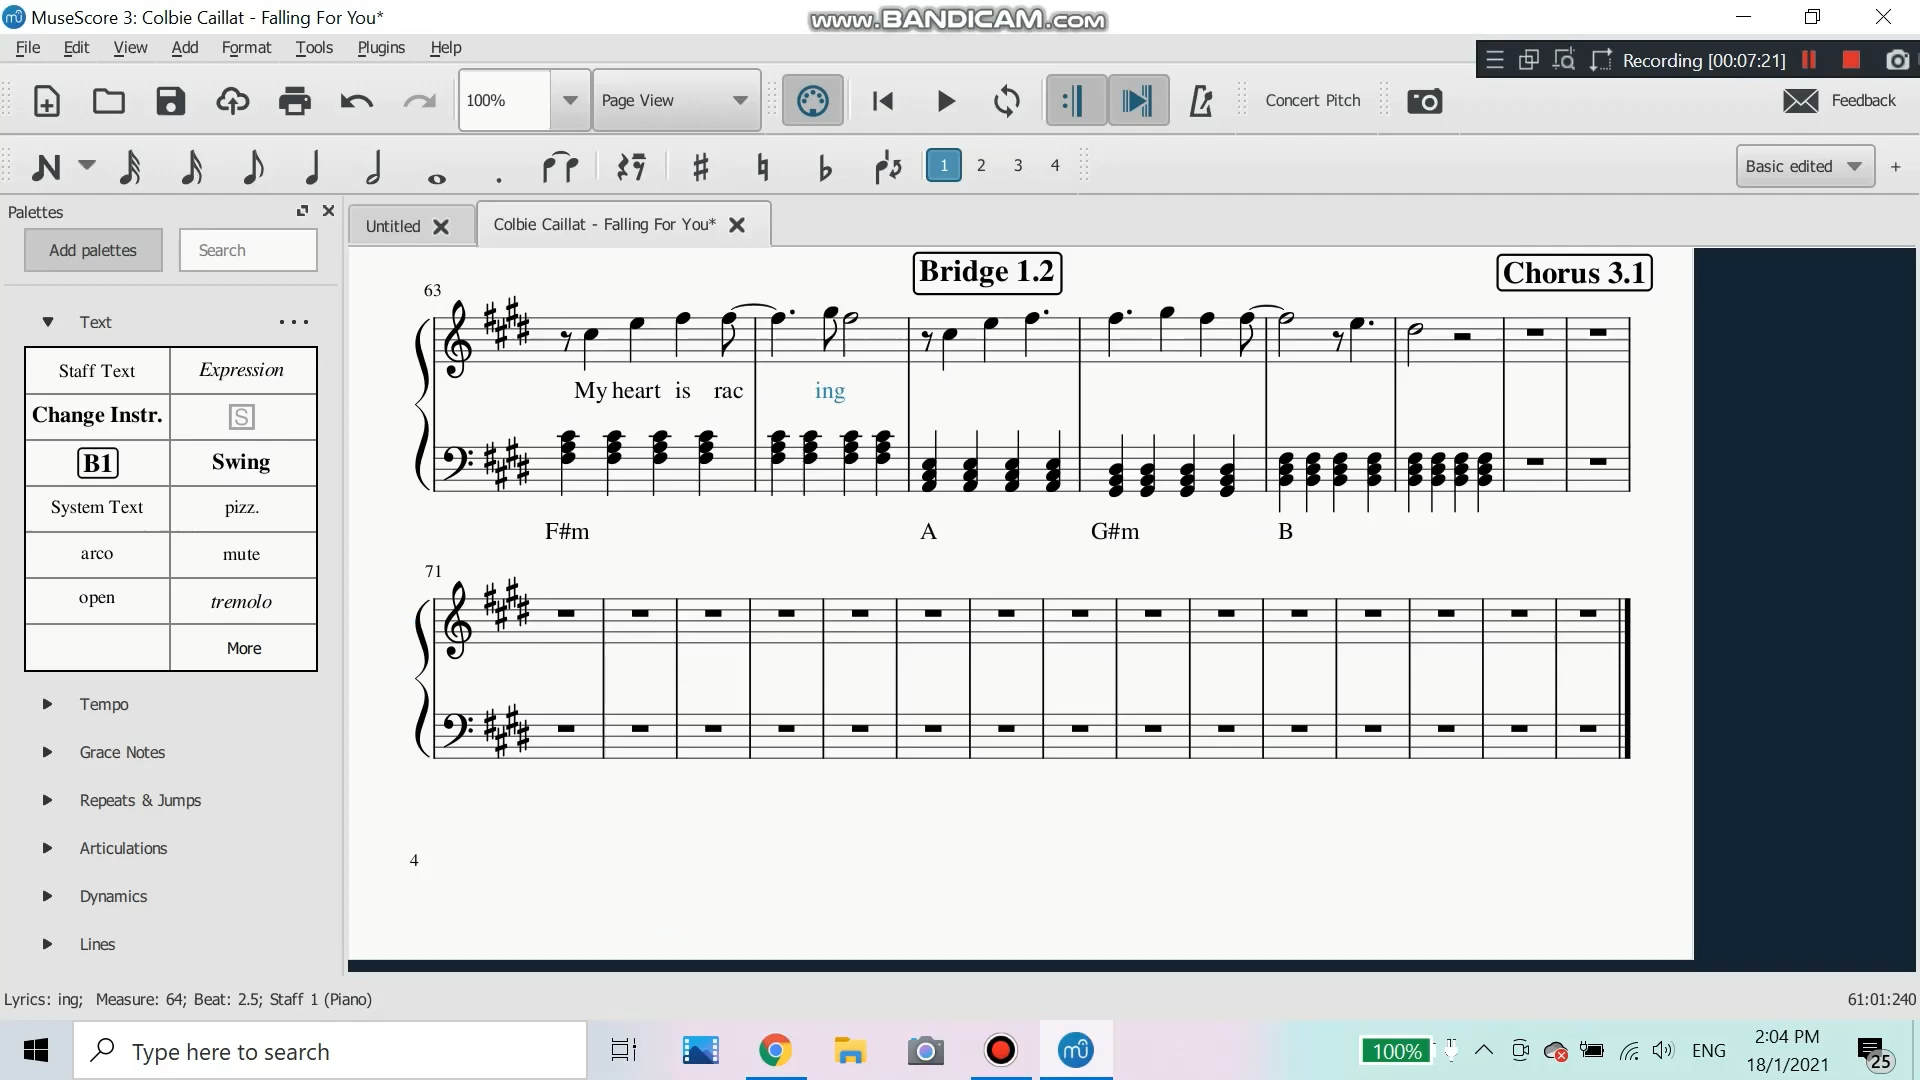 MuseScore 3: Colbie Caillat - Falling For You*
www.BANDICAM.com
File Edit View Add Format Tools Plugins Help
Recording [00:07:21]
100% Page View Concert Pitch Feedback
1 2 3 4 Basic edited +
Palettes
Add palettes Search
Untitled Colbie Caillat - Falling For You*
Text
Staff Text Expression
Change Instr. S
B1 Swing
System Text pizz.
arco mute
open tremolo
More
Tempo
Grace Notes
Repeats & Jumps
Articulations
Dynamics
Lines
Bridge 1.2 Chorus 3.1
63
My heart is rac ing
F#m A G#m B
71
4
Lyrics: ing; Measure: 64; Beat: 2.5; Staff 1 (Piano) 61:01:240
Type here to search
100% ENG 2:04 PM
18/1/2021
25